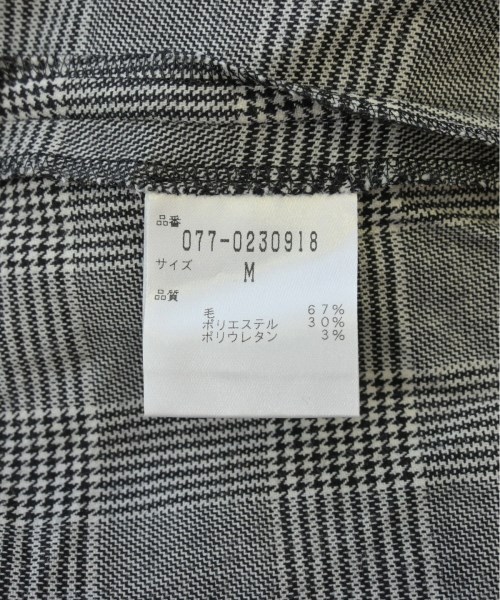 品番
077-0230918
サイズ
M
品質
毛 67%
ポリエステル 30%
ポリウレタン 3%